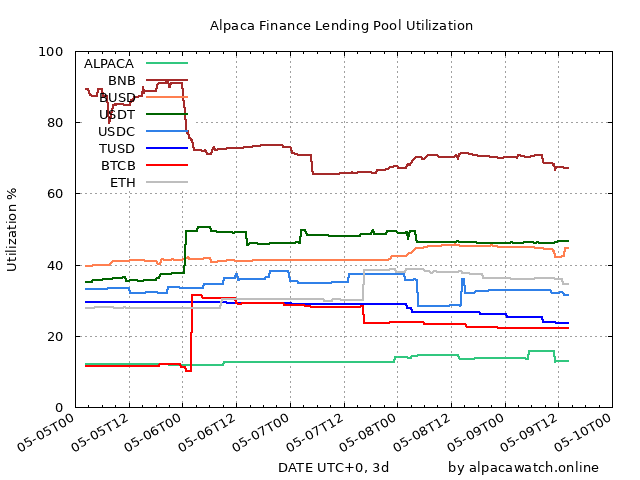 Alpaca Finance Lending Pool Utilization
Utilization %
100
80
60
40
20
0
ALPACA
BNB
BUSD
USDT
USDC
TUSD
BTCB
ETH
05-05T00
05-05T12
05-06T00
05-06T12
05-07T00
05-07T12
05-08T00
05-08T12
05-09T00
05-09T12
05-10T00
DATE UTC+0, 3d
by alpacawatch.online